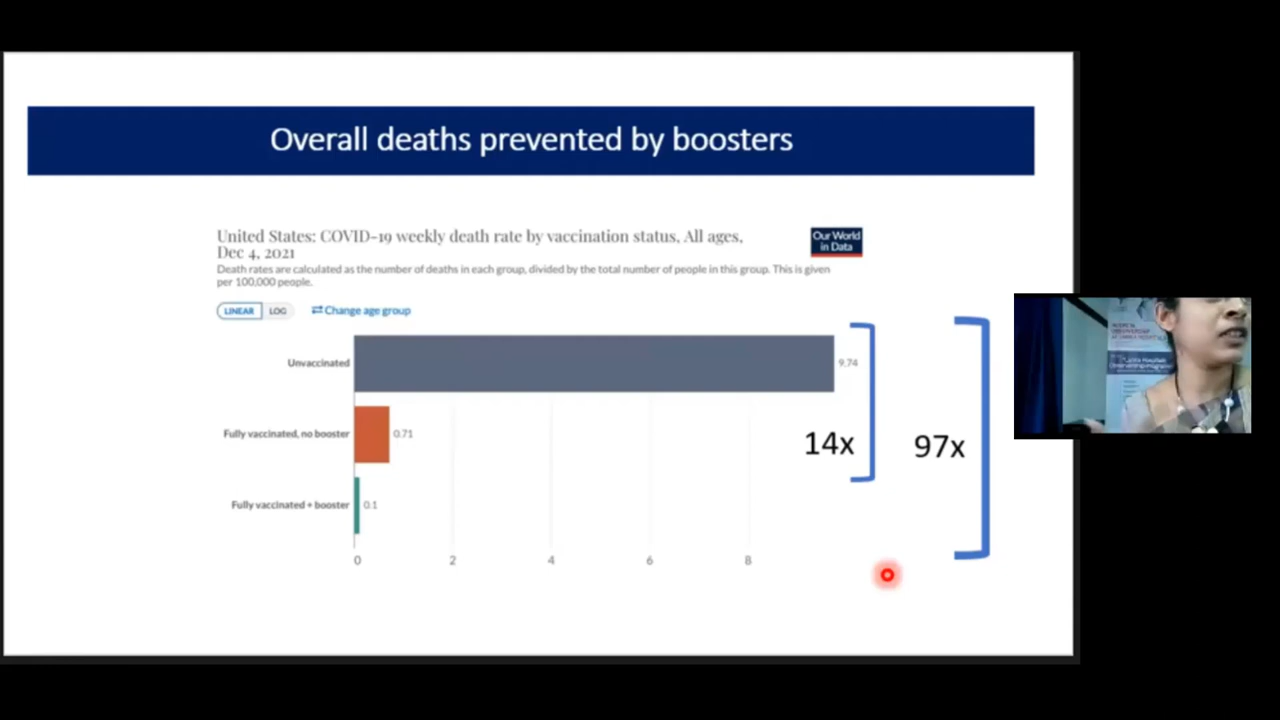 Overall deaths prevented by boosters
United States: COVID-19 weekly death rate by vaccination status, All ages,
Dec 4, 2021
Our World
in Data
Death rates are calculated as the number of deaths in each group, divided by the total number of people in this group. This is given
per 100,000 people.
LINEAR LOG ⇄ Change age group
Unvaccinated 9.74
Fully vaccinated, no booster 0.71
14x 97x
Fully vaccinated + booster 0.1
0 2 4 6 8